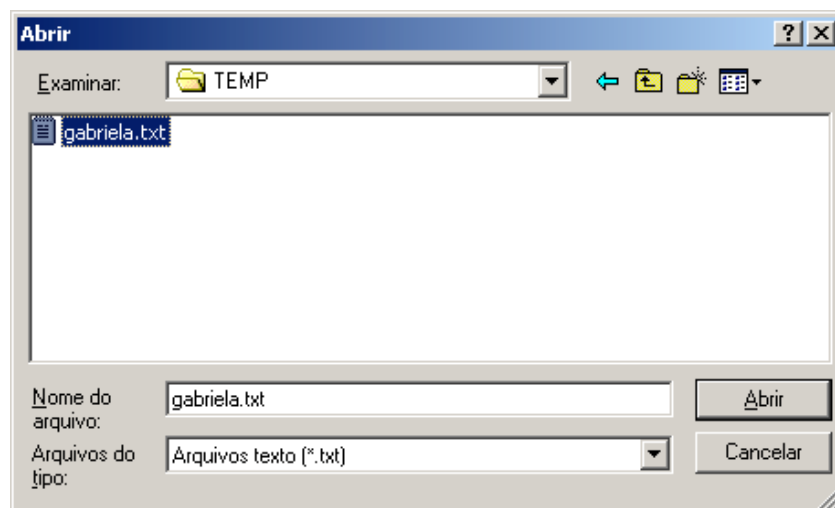 Abrir
Examinar: TEMP
gabriela.txt
Nome do
arquivo:
gabriela.txt
Abrir
Arquivos do
tipo:
Arquivos texto (*.txt)
Cancelar